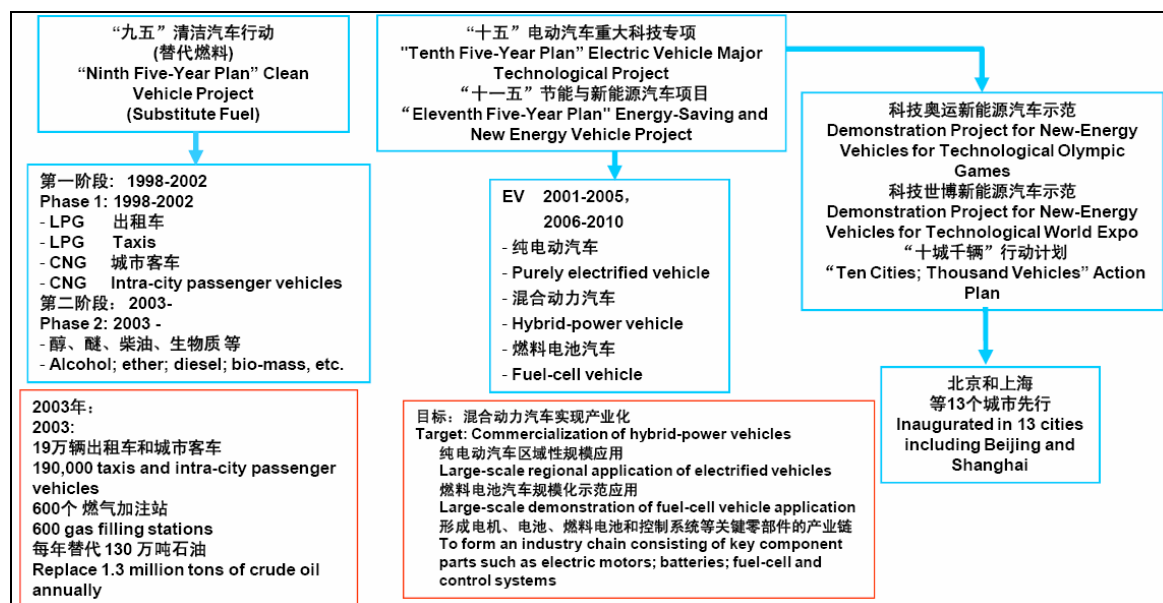 “九五”清洁汽车行动
(替代燃料)
“Ninth Five-Year Plan” Clean
Vehicle Project
(Substitute Fuel)
第一阶段: 1998-2002
Phase 1: 1998-2002
- LPG 出租车
- LPG Taxis
- CNG 城市客车
- CNG Intra-city passenger vehicles
第二阶段: 2003-
Phase 2: 2003 -
- 醇、醚、柴油、生物质 等
- Alcohol; ether; diesel; bio-mass, etc.
2003年:
2003:
19万辆出租车和城市客车
190,000 taxis and intra-city passenger
vehicles
600个 燃气加注站
600 gas filling stations
每年替代 130 万吨石油
Replace 1.3 million tons of crude oil
annually
“十五”电动汽车重大科技专项
"Tenth Five-Year Plan” Electric Vehicle Major
Technological Project
“十一五”节能与新能源汽车项目
“Eleventh Five-Year Plan" Energy-Saving and
New Energy Vehicle Project
EV 2001-2005,
2006-2010
- 纯电动汽车
- Purely electrified vehicle
- 混合动力汽车
- Hybrid-power vehicle
- 燃料电池汽车
- Fuel-cell vehicle
目标: 混合动力汽车实现产业化
Target: Commercialization of hybrid-power vehicles
纯电动汽车区域性规模应用
Large-scale regional application of electrified vehicles
燃料电池汽车规模化示范应用
Large-scale demonstration of fuel-cell vehicle application
形成电机、电池、燃料电池和控制系统等关键零部件的产业链
To form an industry chain consisting of key component
parts such as electric motors; batteries; fuel-cell and
control systems
科技奥运新能源汽车示范
Demonstration Project for New-Energy
Vehicles for Technological Olympic
Games
科技世博新能源汽车示范
Demonstration Project for New-Energy
Vehicles for Technological World Expo
“十城千辆”行动计划
“Ten Cities; Thousand Vehicles” Action
Plan
北京和上海
等13个城市先行
Inaugurated in 13 cities
including Beijing and
Shanghai